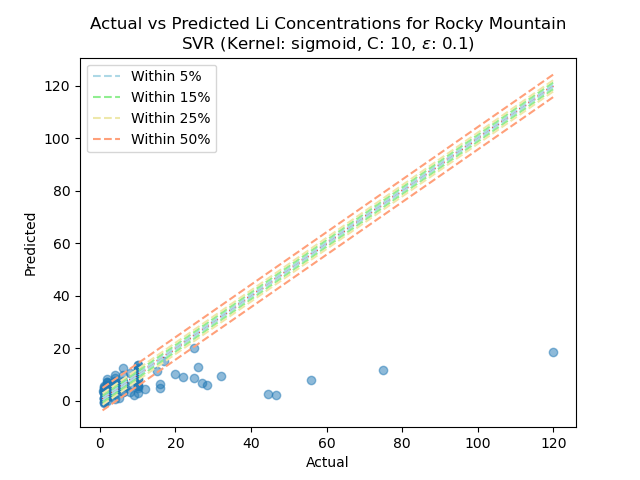 Actual vs Predicted Li Concentrations for Rocky Mountain
SVR (Kernel: sigmoid, C: 10, ε: 0.1)
Within 5%
Within 15%
Within 25%
Within 50%
Predicted
120
100
80
60
40
20
0
0 20 40 60 80 100 120
Actual